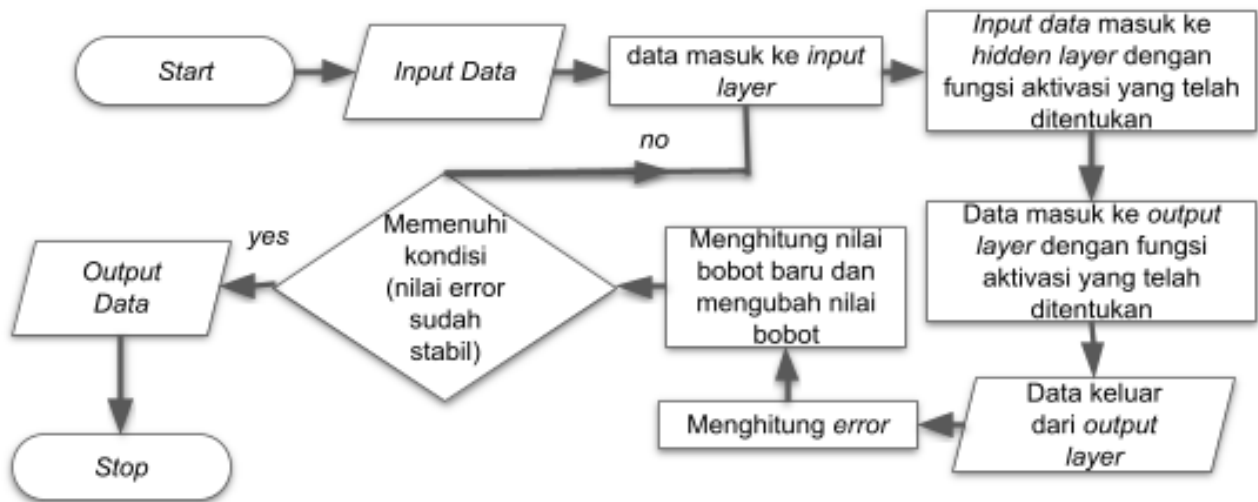 Start
Input Data
data masuk ke input
layer
Input data masuk ke
hidden layer dengan
fungsi aktivasi yang telah
ditentukan
Data masuk ke output
layer dengan fungsi
aktivasi yang telah
ditentukan
Data keluar
dari output
layer
Menghitung error
Menghitung nilai
bobot baru dan
mengubah nilai
bobot
Memenuhi
kondisi
(nilai error
sudah
stabil)
no
yes
Output
Data
Stop